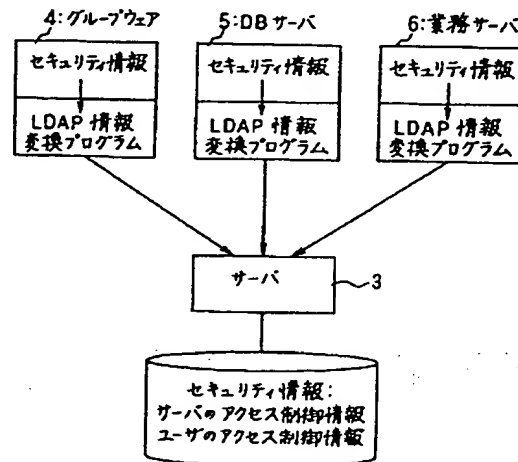 4:グループウェア
セキュリティ情報
LDAP 情報
変換プログラム
5:DBサーバ
セキュリティ情報
LDAP 情報
変換プログラム
6:業務サーバ
セキュリティ情報
LDAP 情報
変換プログラム
サーバ
3
セキュリティ情報:
サーバのアクセス制御情報
ユーザのアクセス制御情報